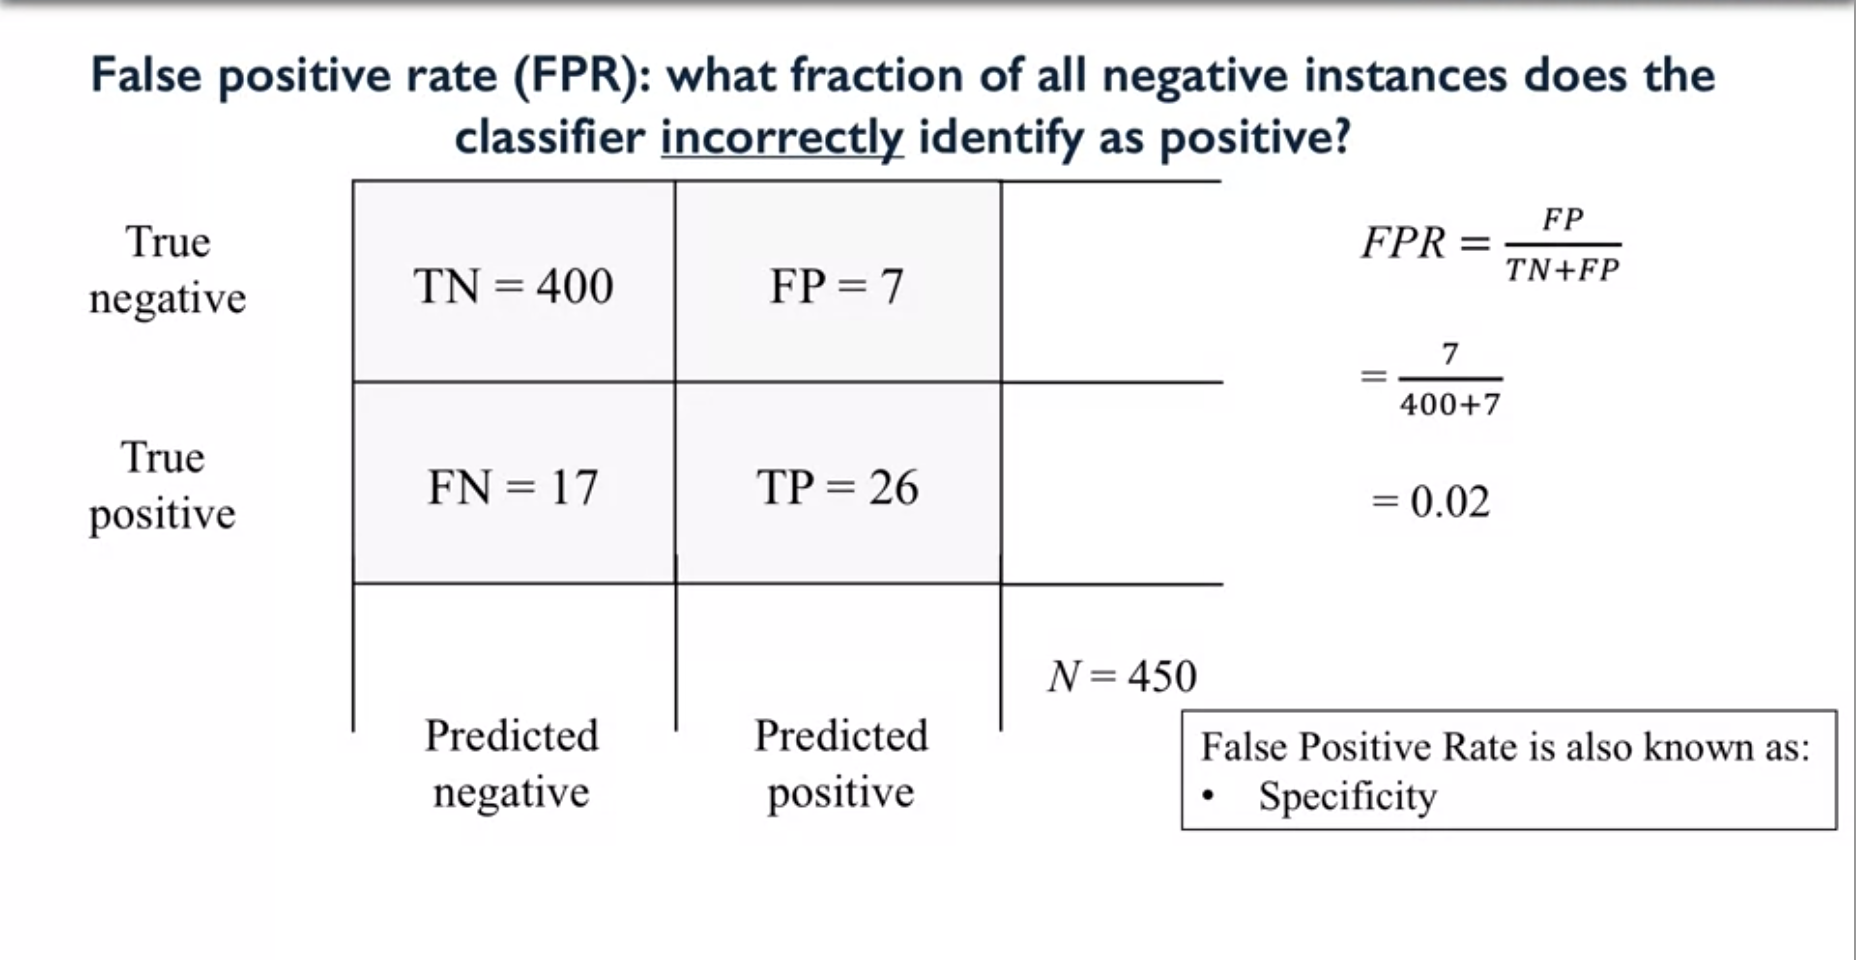 False positive rate (FPR): what fraction of all negative instances does the
classifier incorrectly identify as positive?
True
negative
TN = 400
FP = 7
FPR = FP/TN+FP
= 7/400+7
= 0.02
True
positive
FN = 17
TP = 26
N = 450
Predicted
negative
Predicted
positive
False Positive Rate is also known as:
• Specificity